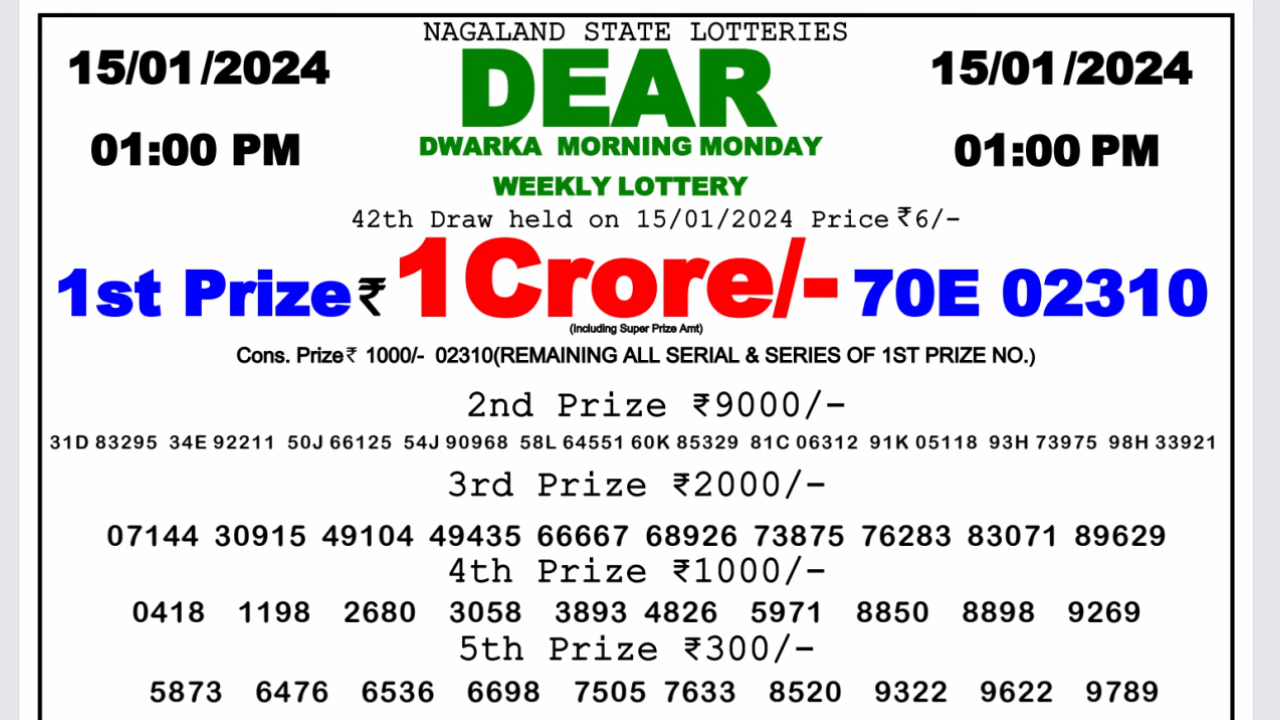 NAGALAND STATE LOTTERIES
15/01/2024 DEAR 15/01/2024
01:00 PM DWARKA MORNING MONDAY 01:00 PM
WEEKLY LOTTERY
42th Draw held on 15/01/2024 Price ₹6/-
1st Prize ₹ 1Crore/- 70E 02310
(Including Super Prize Amt)
Cons. Prize ₹ 1000/- 02310(REMAINING ALL SERIAL & SERIES OF 1ST PRIZE NO.)
2nd Prize ₹9000/-
31D 83295 34E 92211 50J 66125 54J 90968 58L 64551 60K 85329 81C 06312 91K 05118 93H 73975 98H 33921
3rd Prize ₹2000/-
07144 30915 49104 49435 66667 68926 73875 76283 83071 89629
4th Prize ₹1000/-
0418 1198 2680 3058 3893 4826 5971 8850 8898 9269
5th Prize ₹300/-
5873 6476 6536 6698 7505 7633 8520 9322 9622 9789